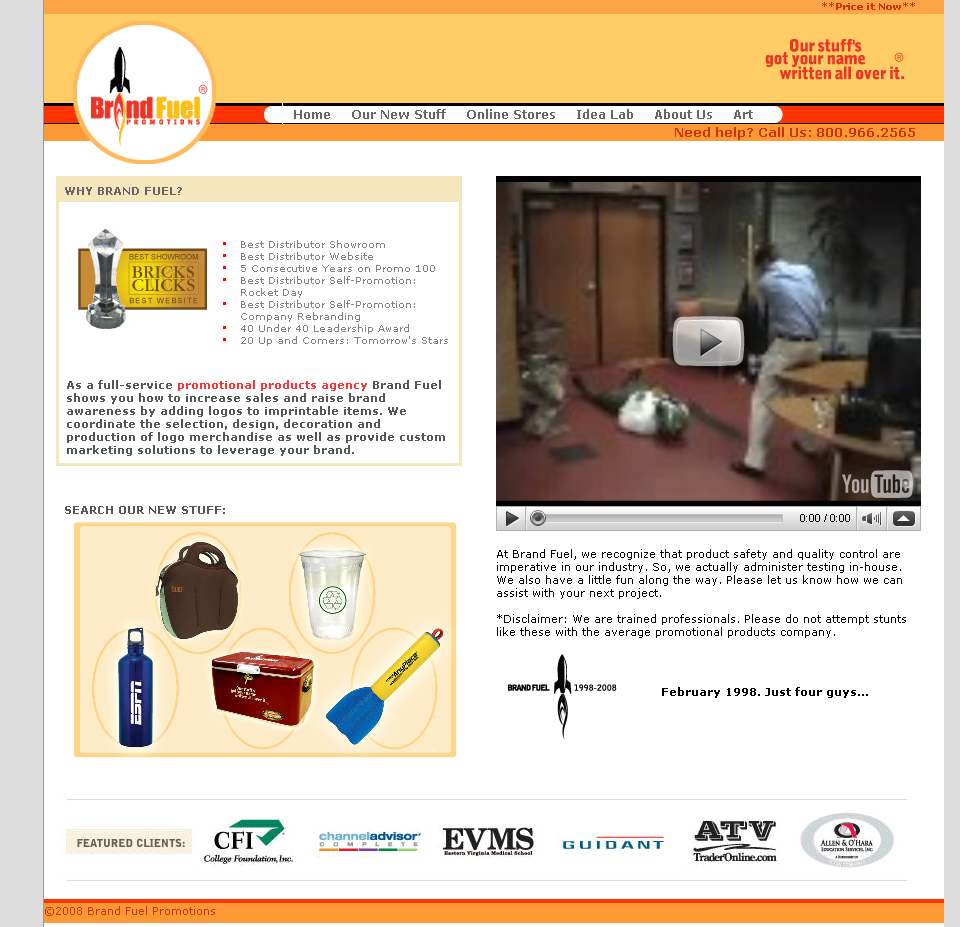 **Price it Now**
Our stuff's
got your name ®
written all over it.
Brand Fuel ®
PROMOTIONS
Home Our New Stuff Online Stores Idea Lab About Us Art
Need help? Call Us: 800.966.2565
WHY BRAND FUEL?
BEST SHOWROOM
BRICKS
CLICKS
BEST WEBSITE
Best Distributor Showroom
Best Distributor Website
5 Consecutive Years on Promo 100
Best Distributor Self-Promotion:
Rocket Day
Best Distributor Self-Promotion:
Company Rebranding
40 Under 40 Leadership Award
20 Up and Comers: Tomorrow's Stars
As a full-service promotional products agency Brand Fuel
shows you how to increase sales and raise brand
awareness by adding logos to imprintable items. We
coordinate the selection, design, decoration and
production of logo merchandise as well as provide custom
marketing solutions to leverage your brand.
SEARCH OUR NEW STUFF:
ESPN
AnyPlace
YouTube
0:00 / 0:00
At Brand Fuel, we recognize that product safety and quality control are
imperative in our industry. So, we actually administer testing in-house.
We also have a little fun along the way. Please let us know how we can
assist with your next project.
*Disclaimer: We are trained professionals. Please do not attempt stunts
like these with the average promotional products company.
BRAND FUEL 1998-2008
February 1998. Just four guys...
FEATURED CLIENTS:
CFI
College Foundation, Inc.
channeladvisor
COMPLETE
EVMS
Eastern Virginia Medical School
GUIDANT
ATV
TraderOnline.com
ALLEN & O'HARA
EDUCATION SERVICES, INC.
©2008 Brand Fuel Promotions